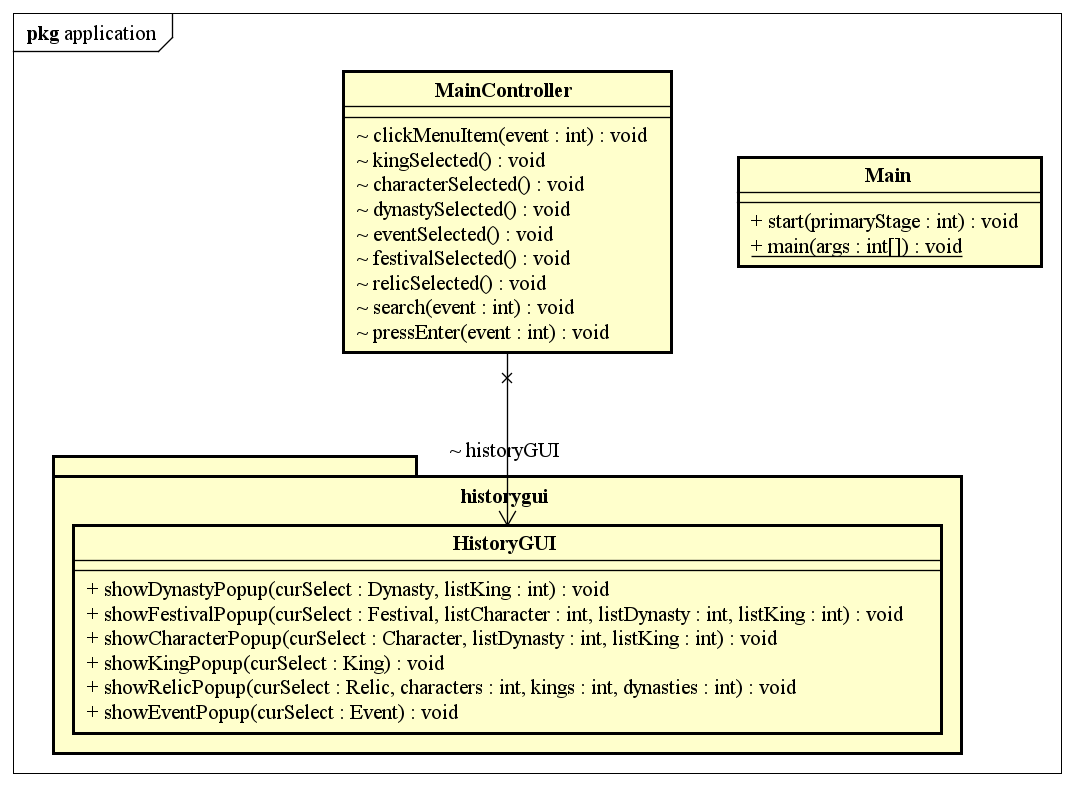 pkg application
MainController
~ clickMenuItem(event : int) : void
~ kingSelected() : void
~ characterSelected() : void
~ dynastySelected() : void
~ eventSelected() : void
~ festivalSelected() : void
~ relicSelected() : void
~ search(event : int) : void
~ pressEnter(event : int) : void
Main
+ start(primaryStage : int) : void
+ main(args : int[]) : void
~ historyGUI
historygui
HistoryGUI
+ showDynastyPopup(curSelect : Dynasty, listKing : int) : void
+ showFestivalPopup(curSelect : Festival, listCharacter : int, listDynasty : int, listKing : int) : void
+ showCharacterPopup(curSelect : Character, listDynasty : int, listKing : int) : void
+ showKingPopup(curSelect : King) : void
+ showRelicPopup(curSelect : Relic, characters : int, kings : int, dynasties : int) : void
+ showEventPopup(curSelect : Event) : void